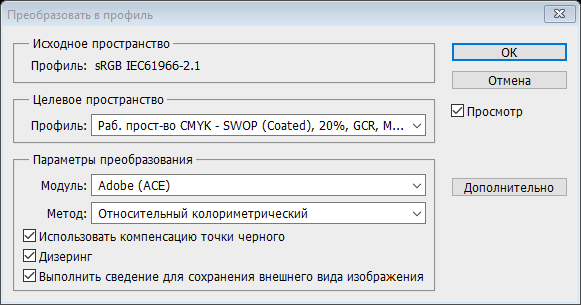 Преобразовать в профиль
Исходное пространство
Профиль: sRGB IEC61966-2.1
Целевое пространство
Профиль: Раб. прост-во CMYK - SWOP (Coated), 20%, GCR, M...
Параметры преобразования
Модуль: Adobe (ACE)
Метод: Относительный колориметрический
Использовать компенсацию точки черного
Дизеринг
Выполнить сведение для сохранения внешнего вида изображения
OK
Отмена
Просмотр
Дополнительно